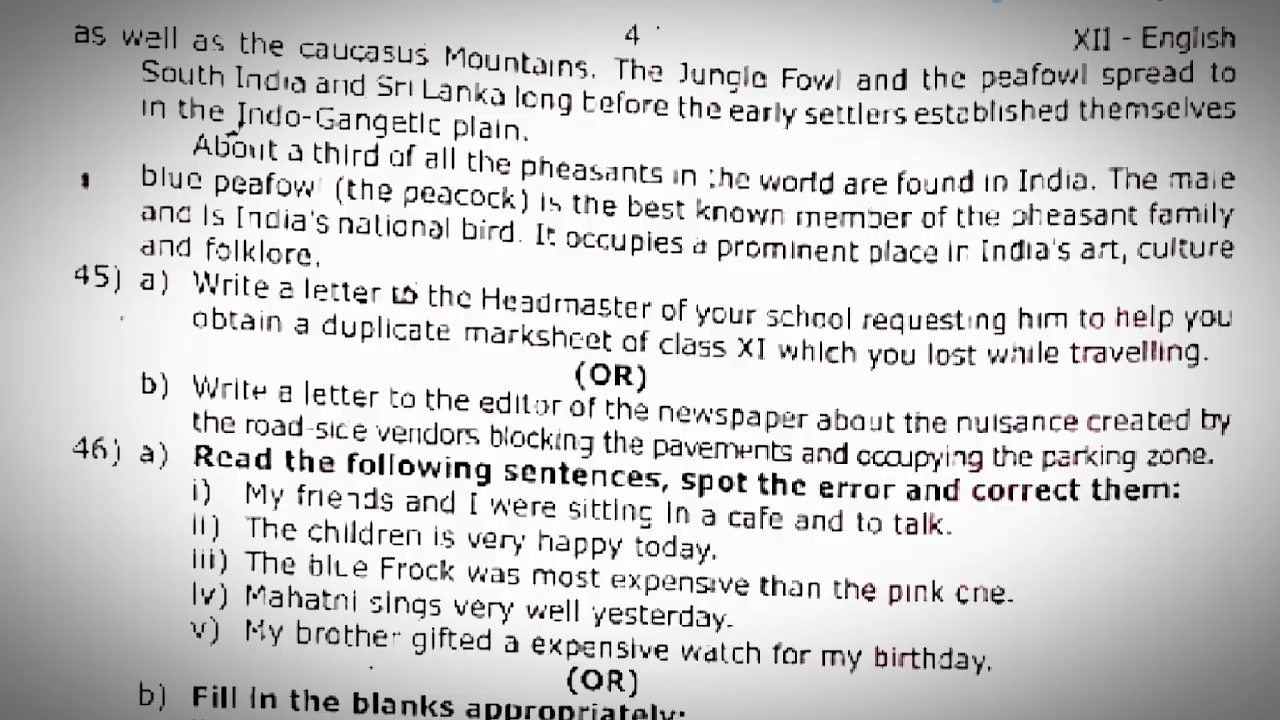 4
XII - English
as well as the caucasus Mountains. The Jungle Fowl and the peafowl spread to
South India and Sri Lanka long before the early settlers established themselves
in the Indo-Gangetic plain.
About a third of all the pheasants in the world are found in India. The male
blue peafowl (the peacock) is the best known member of the pheasant family
and is India's national bird. It occupies a prominent place in India's art, culture
and folklore.
45) a) Write a letter to the Headmaster of your school requesting him to help you
obtain a duplicate marksheet of class XI which you lost while travelling.
(OR)
b) Write a letter to the editor of the newspaper about the nuisance created by
the road-side vendors blocking the pavements and occupying the parking zone.
46) a) Read the following sentences, spot the error and correct them:
i) My friends and I were sitting in a cafe and to talk.
ii) The children is very happy today.
iii) The blue Frock was most expensive than the pink one.
iv) sings very well yesterday.
v) My brother gifted a expensive watch for my birthday.
(OR)
b) Fill in the blanks appropriately: